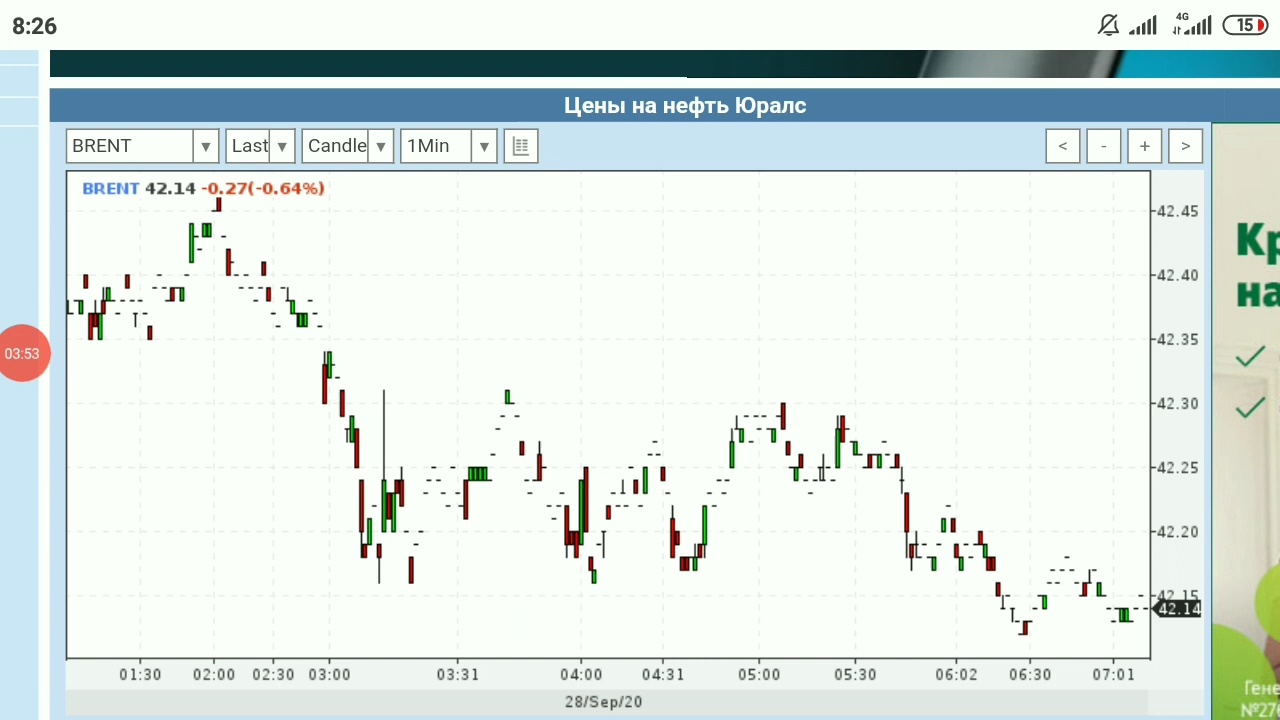 8:26
4G
15
Цены на нефть Юралс
BRENT Last Candle 1Min < - + >
BRENT 42.14 -0.27(-0.64%)
42.45
42.40
42.35
42.30
42.25
42.20
42.15
42.14
03:53
01:30 02:00 02:30 03:00 03:31 04:00 04:31 05:00 05:30 06:02 06:30 07:01
28/Sep/20
Кр
на
Гене
№276